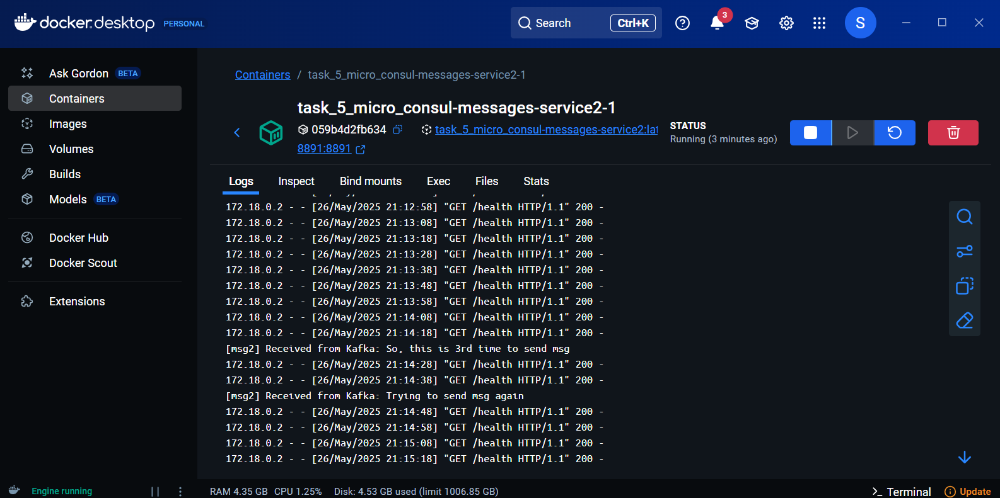 docker.desktop PERSONAL
Search Ctrl+K
3
S
Ask Gordon BETA
Containers
Images
Volumes
Builds
Models BETA
Docker Hub
Docker Scout
Extensions
Containers / task_5_micro_consul-messages-service2-1
task_5_micro_consul-messages-service2-1
059b4d2fb634 task_5_micro_consul-messages-service2:lat
8891:8891
STATUS
Running (3 minutes ago)
Logs Inspect Bind mounts Exec Files Stats
172.18.0.2 - - [26/May/2025 21:12:58] "GET /health HTTP/1.1" 200 -
172.18.0.2 - - [26/May/2025 21:13:08] "GET /health HTTP/1.1" 200 -
172.18.0.2 - - [26/May/2025 21:13:18] "GET /health HTTP/1.1" 200 -
172.18.0.2 - - [26/May/2025 21:13:28] "GET /health HTTP/1.1" 200 -
172.18.0.2 - - [26/May/2025 21:13:38] "GET /health HTTP/1.1" 200 -
172.18.0.2 - - [26/May/2025 21:13:48] "GET /health HTTP/1.1" 200 -
172.18.0.2 - - [26/May/2025 21:13:58] "GET /health HTTP/1.1" 200 -
172.18.0.2 - - [26/May/2025 21:14:08] "GET /health HTTP/1.1" 200 -
172.18.0.2 - - [26/May/2025 21:14:18] "GET /health HTTP/1.1" 200 -
[msg2] Received from Kafka: So, this is 3rd time to send msg
172.18.0.2 - - [26/May/2025 21:14:28] "GET /health HTTP/1.1" 200 -
172.18.0.2 - - [26/May/2025 21:14:38] "GET /health HTTP/1.1" 200 -
[msg2] Received from Kafka: Trying to send msg again
172.18.0.2 - - [26/May/2025 21:14:48] "GET /health HTTP/1.1" 200 -
172.18.0.2 - - [26/May/2025 21:14:58] "GET /health HTTP/1.1" 200 -
172.18.0.2 - - [26/May/2025 21:15:08] "GET /health HTTP/1.1" 200 -
172.18.0.2 - - [26/May/2025 21:15:18] "GET /health HTTP/1.1" 200 -
Engine running
RAM 4.35 GB CPU 1.25% Disk: 4.53 GB used (limit 1006.85 GB)
Terminal
Update